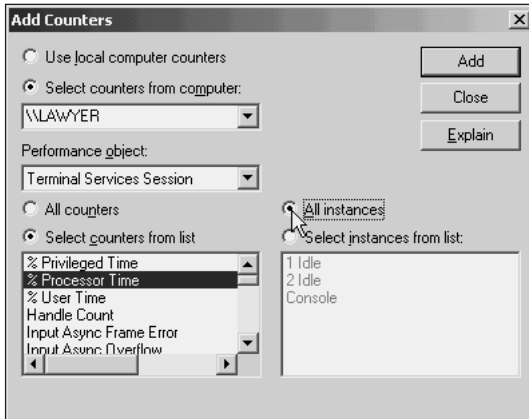 Add Counters
Use local computer counters
Select counters from computer:
\\LAWYER
Performance object:
Terminal Services Session
All counters
Select counters from list
% Privileged Time
% Processor Time
% User Time
Handle Count
Input Async Frame Error
Input Async Overflow
All instances
Select instances from list:
1 Idle
2 Idle
Console
Add
Close
Explain